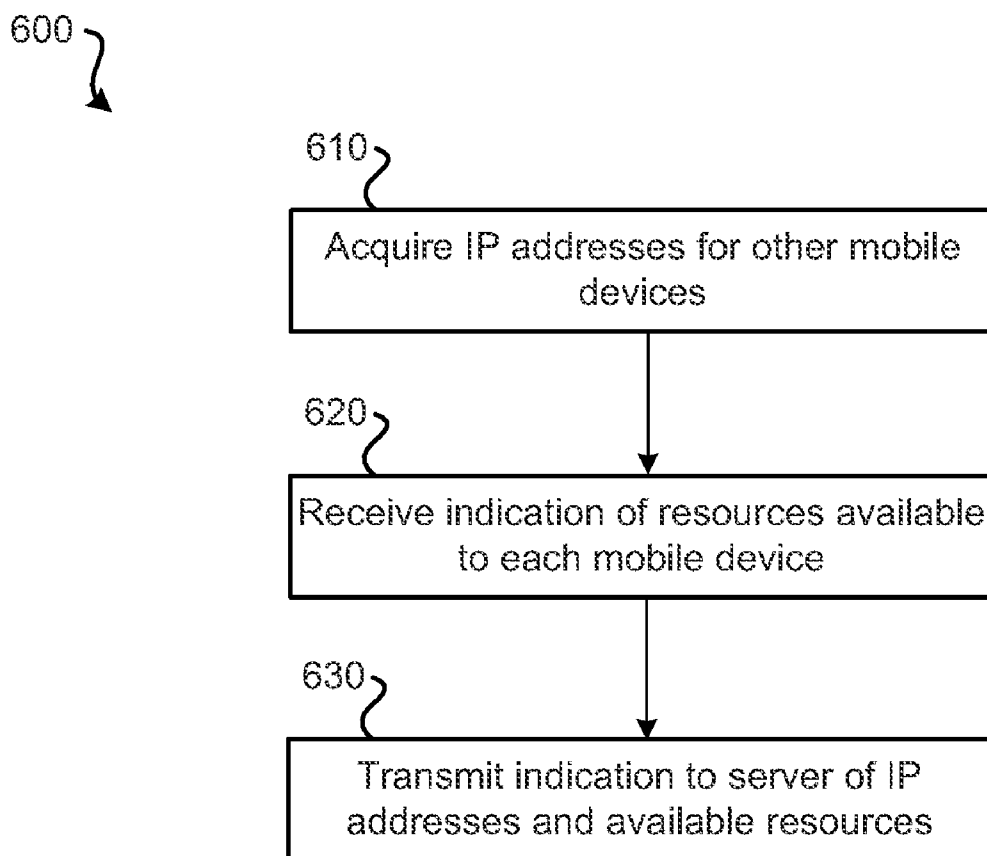 600
610
Acquire IP addresses for other mobile
devices
620
Receive indication of resources available
to each mobile device
630
Transmit indication to server of IP
addresses and available resources